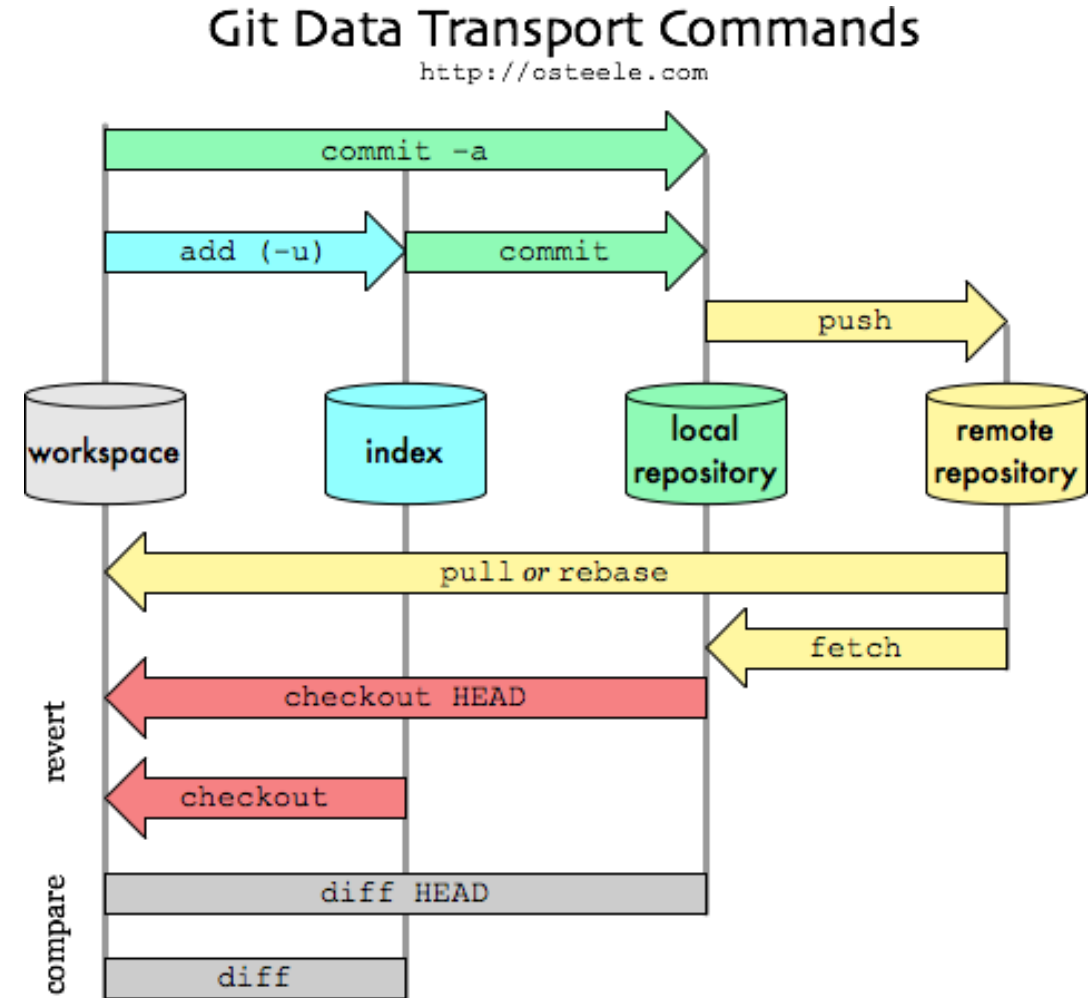 Git Data Transport Commands
http://osteele.com
commit -a
add (-u)
commit
push
workspace
index
local
repository
remote
repository
pull or rebase
fetch
revert
checkout HEAD
checkout
compare
diff HEAD
diff